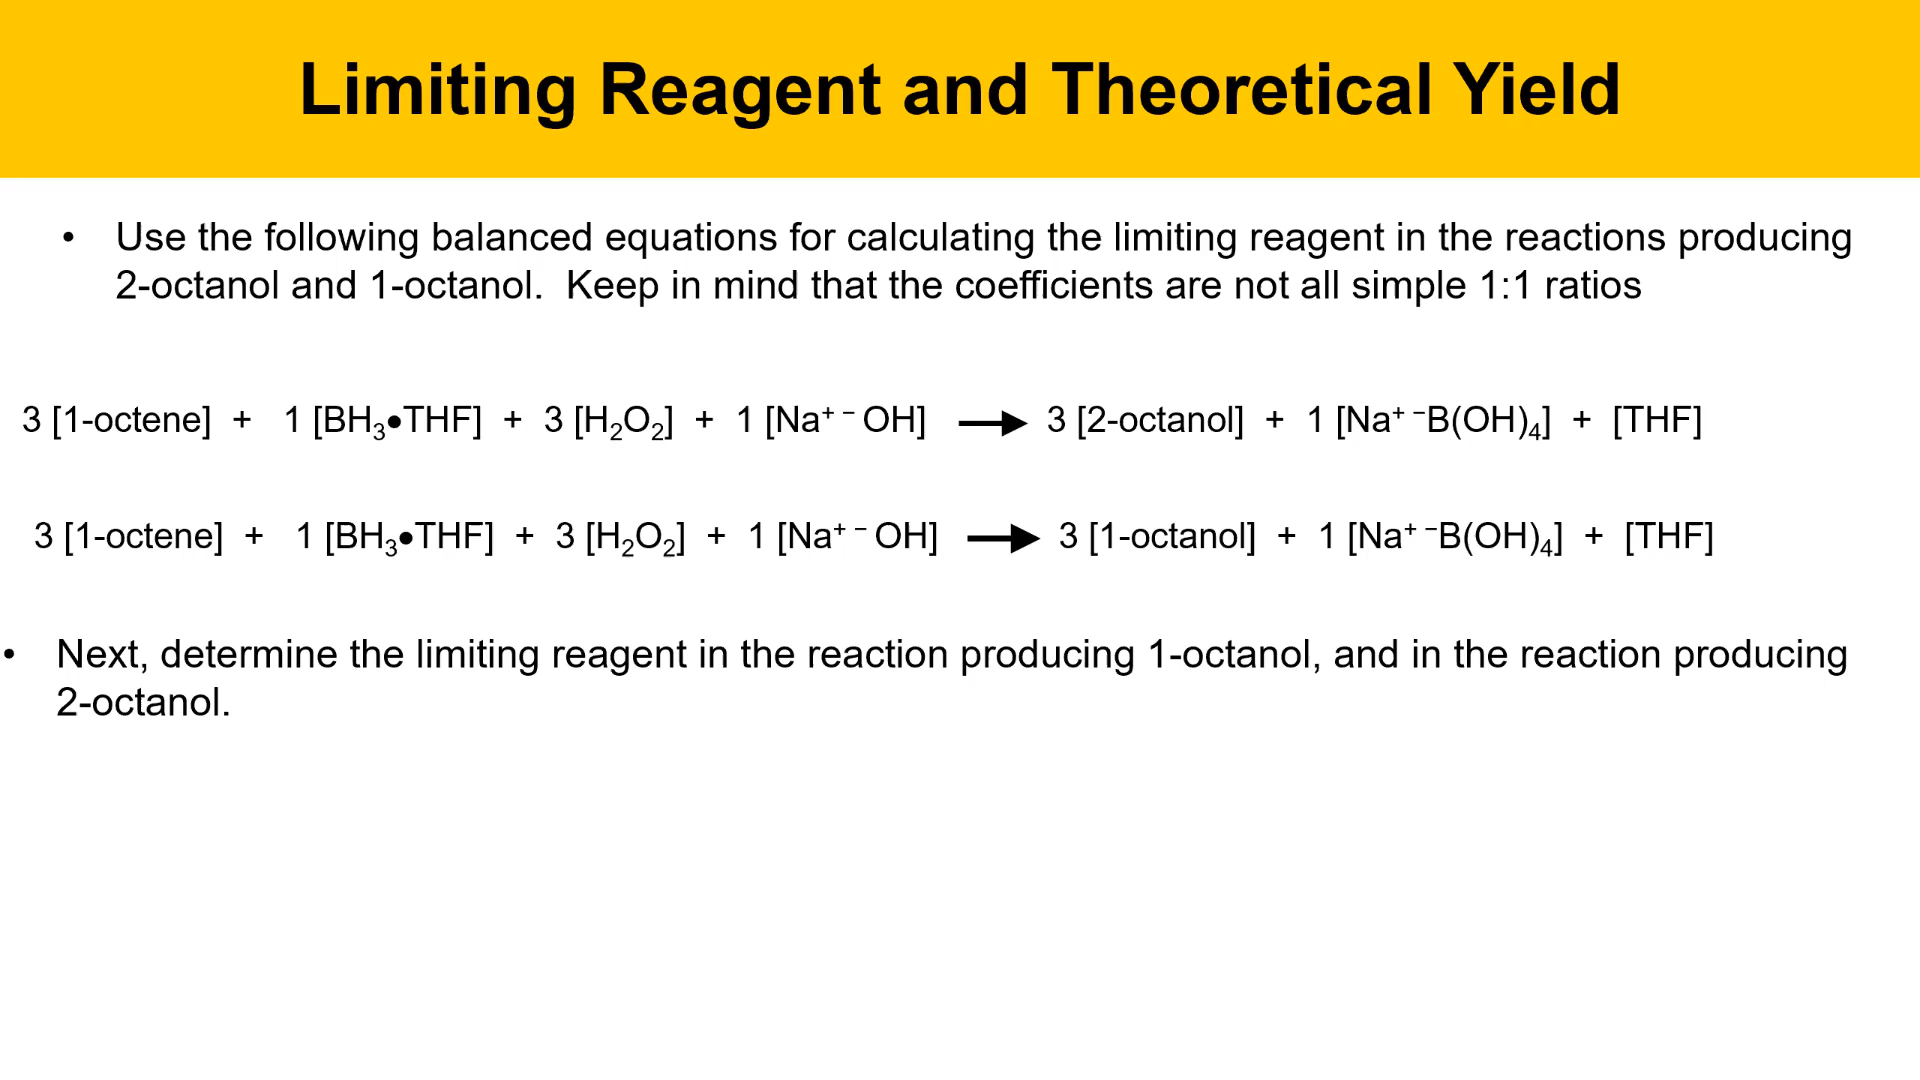 Limiting Reagent and Theoretical Yield
• Use the following balanced equations for calculating the limiting reagent in the reactions producing
2-octanol and 1-octanol.  Keep in mind that the coefficients are not all simple 1:1 ratios
3 [1-octene] + 1 [BH₃●THF] + 3 [H₂O₂] + 1 [Na⁺ ⁻ OH] ⟶ 3 [2-octanol] + 1 [Na⁺ ⁻B(OH)₄] + [THF]
3 [1-octene] + 1 [BH₃●THF] + 3 [H₂O₂] + 1 [Na⁺ ⁻ OH] ⟶ 3 [1-octanol] + 1 [Na⁺ ⁻B(OH)₄] + [THF]
• Next, determine the limiting reagent in the reaction producing 1-octanol, and in the reaction producing
2-octanol.